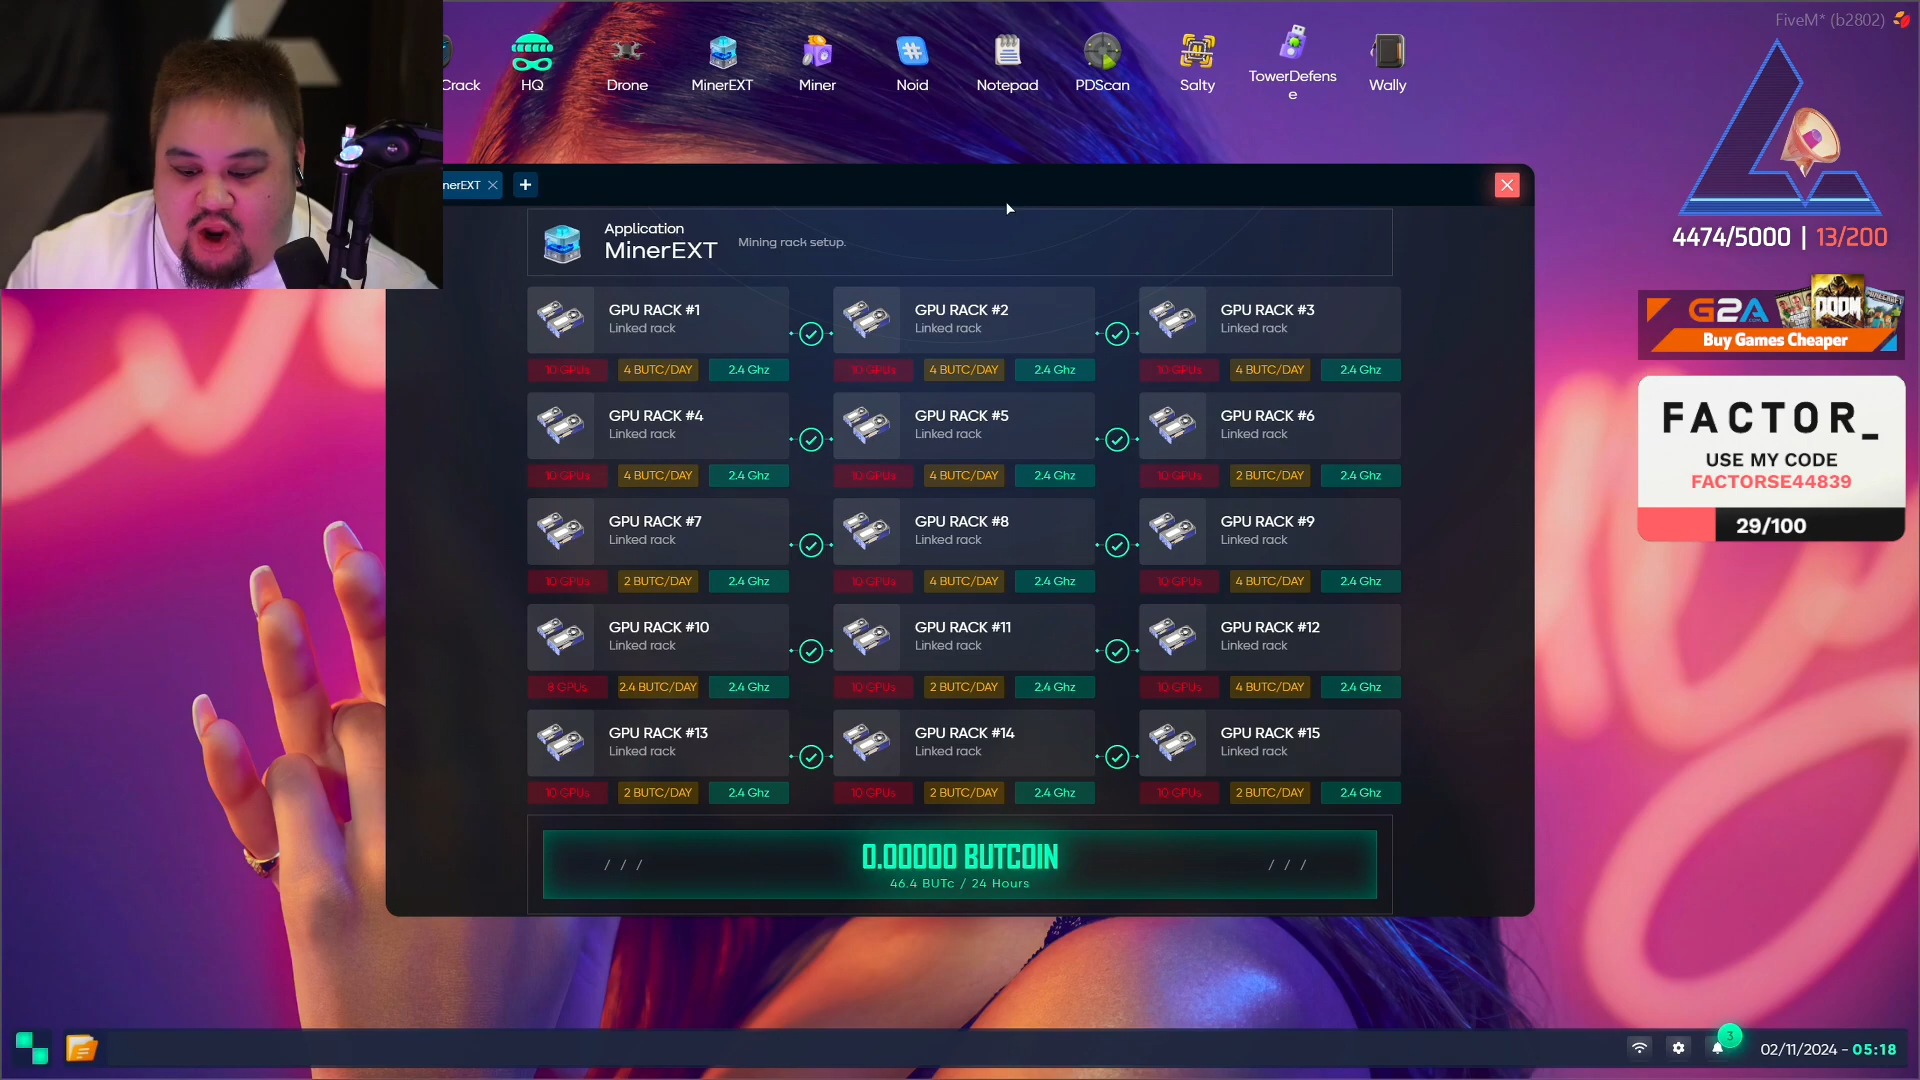 FiveM* (b2802)
Crack
HQ
Drone
MinerEXT
Miner
Noid
Notepad
PDScan
Salty
TowerDefens
e
Wally
4474/5000 | 13/200
nerEXT
Application
MinerEXT
Mining rack setup.
GPU RACK #1
Linked rack
GPU RACK #2
Linked rack
GPU RACK #3
Linked rack
10 GPUs 4 BUTC/DAY 2.4 Ghz
10 GPUs 4 BUTC/DAY 2.4 Ghz
10 GPUs 4 BUTC/DAY 2.4 Ghz
GPU RACK #4
Linked rack
GPU RACK #5
Linked rack
GPU RACK #6
Linked rack
10 GPUs 4 BUTC/DAY 2.4 Ghz
10 GPUs 4 BUTC/DAY 2.4 Ghz
10 GPUs 2 BUTC/DAY 2.4 Ghz
GPU RACK #7
Linked rack
GPU RACK #8
Linked rack
GPU RACK #9
Linked rack
10 GPUs 2 BUTC/DAY 2.4 Ghz
10 GPUs 4 BUTC/DAY 2.4 Ghz
10 GPUs 4 BUTC/DAY 2.4 Ghz
GPU RACK #10
Linked rack
GPU RACK #11
Linked rack
GPU RACK #12
Linked rack
8 GPUs 2.4 BUTC/DAY 2.4 Ghz
10 GPUs 2 BUTC/DAY 2.4 Ghz
10 GPUs 4 BUTC/DAY 2.4 Ghz
GPU RACK #13
Linked rack
GPU RACK #14
Linked rack
GPU RACK #15
Linked rack
10 GPUs 2 BUTC/DAY 2.4 Ghz
10 GPUs 2 BUTC/DAY 2.4 Ghz
10 GPUs 2 BUTC/DAY 2.4 Ghz
/ / / 0.00000 BUTCOIN / / /
46.4 BUTc / 24 Hours
G2A.COM
DOOM
MINECRAFT
Buy Games Cheaper
FACTOR_
USE MY CODE
FACTORSE44839
29/100
3
02/11/2024 - 05:18